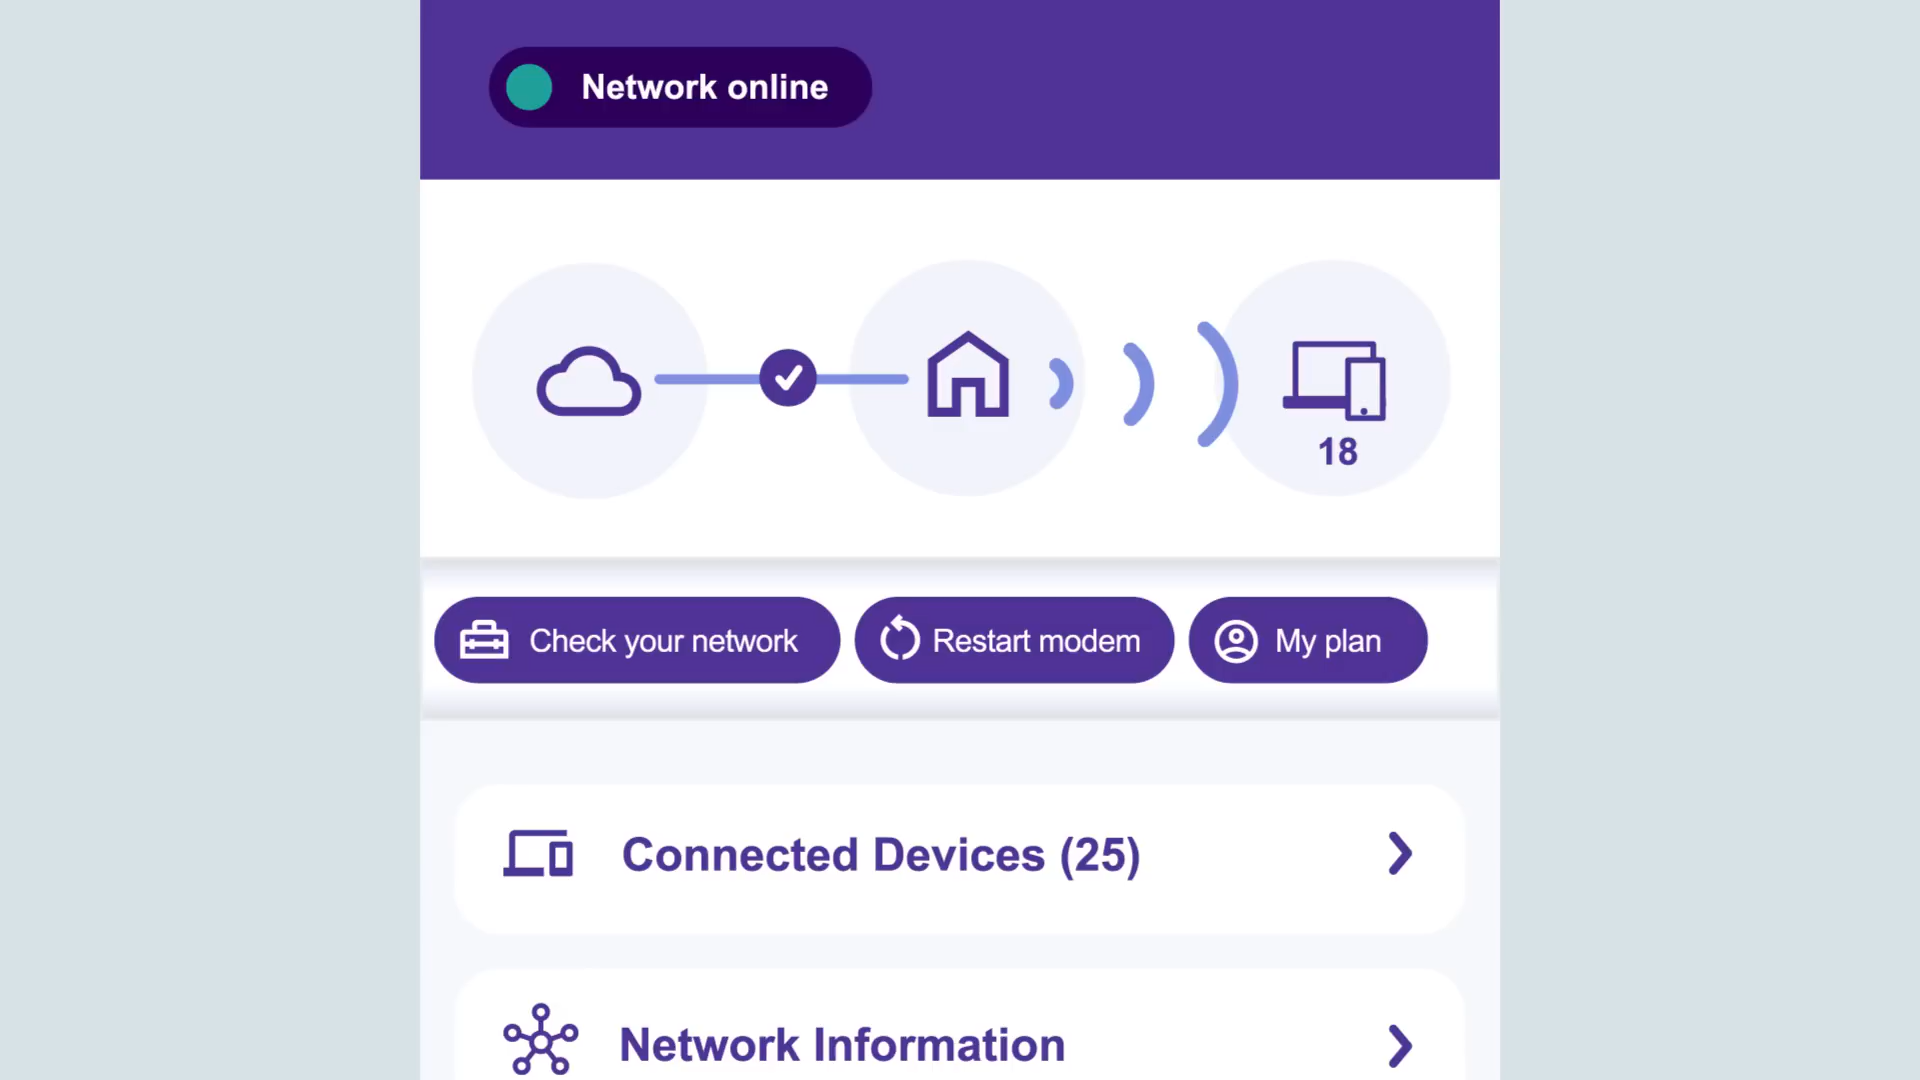 Network online
18
Check your network
Restart modem
My plan
Connected Devices (25)
Network Information